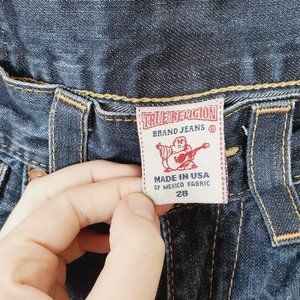 TRUE RELIGION
BRAND JEANS ®
MADE IN USA
OF MEXICO FABRIC
28